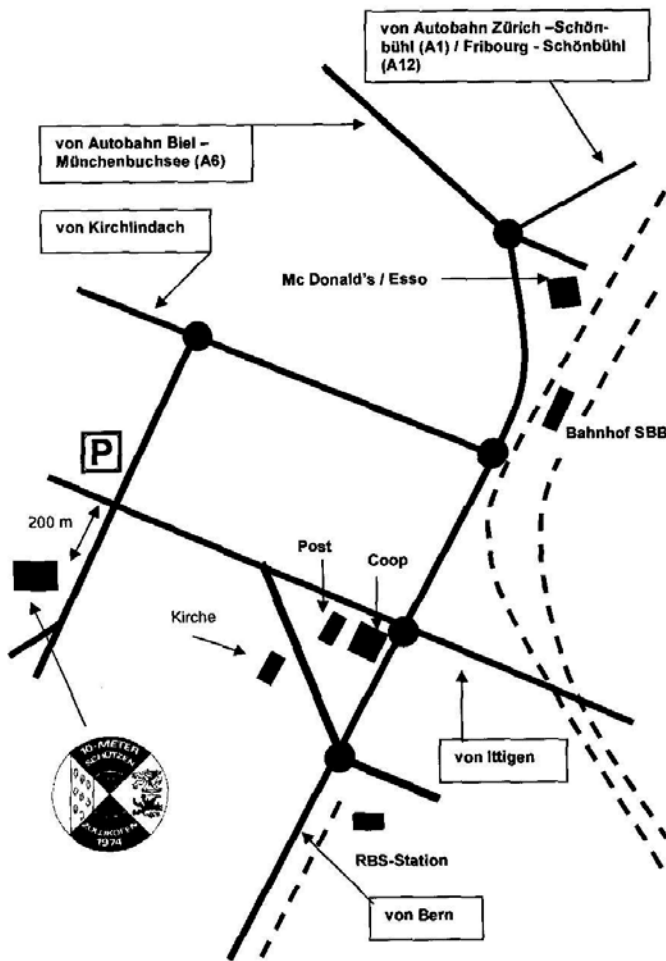 von Autobahn Zürich –Schön-
bühl (A1) / Fribourg - Schönbühl
(A12)
von Autobahn Biel –
Münchenbuchsee (A6)
von Kirchlindach
Mc Donald's / Esso
Bahnhof SBB
P
200 m
Post
Coop
Kirche
von Ittigen
10-METER
SCHÜTZEN
ZOLLIKOFEN
1974
RBS-Station
von Bern